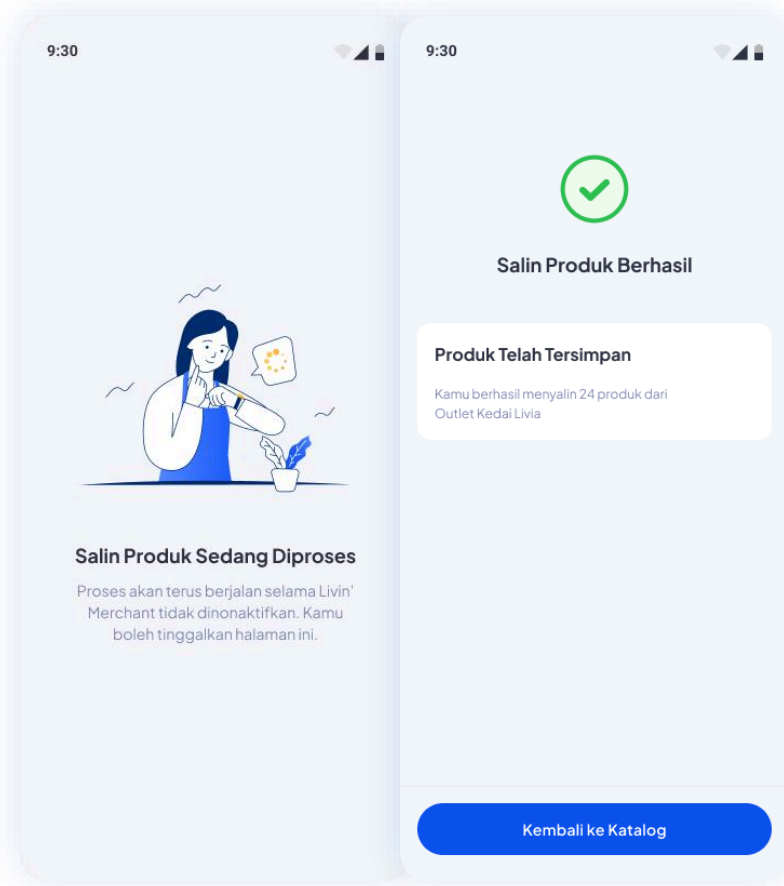 9:30
Salin Produk Sedang Diproses
Proses akan terus berjalan selama Livin'
Merchant tidak dinonaktifkan. Kamu
boleh tinggalkan halaman ini.
9:30
Salin Produk Berhasil
Produk Telah Tersimpan
Kamu berhasil menyalin 24 produk dari
Outlet Kedai Livia
Kembali ke Katalog